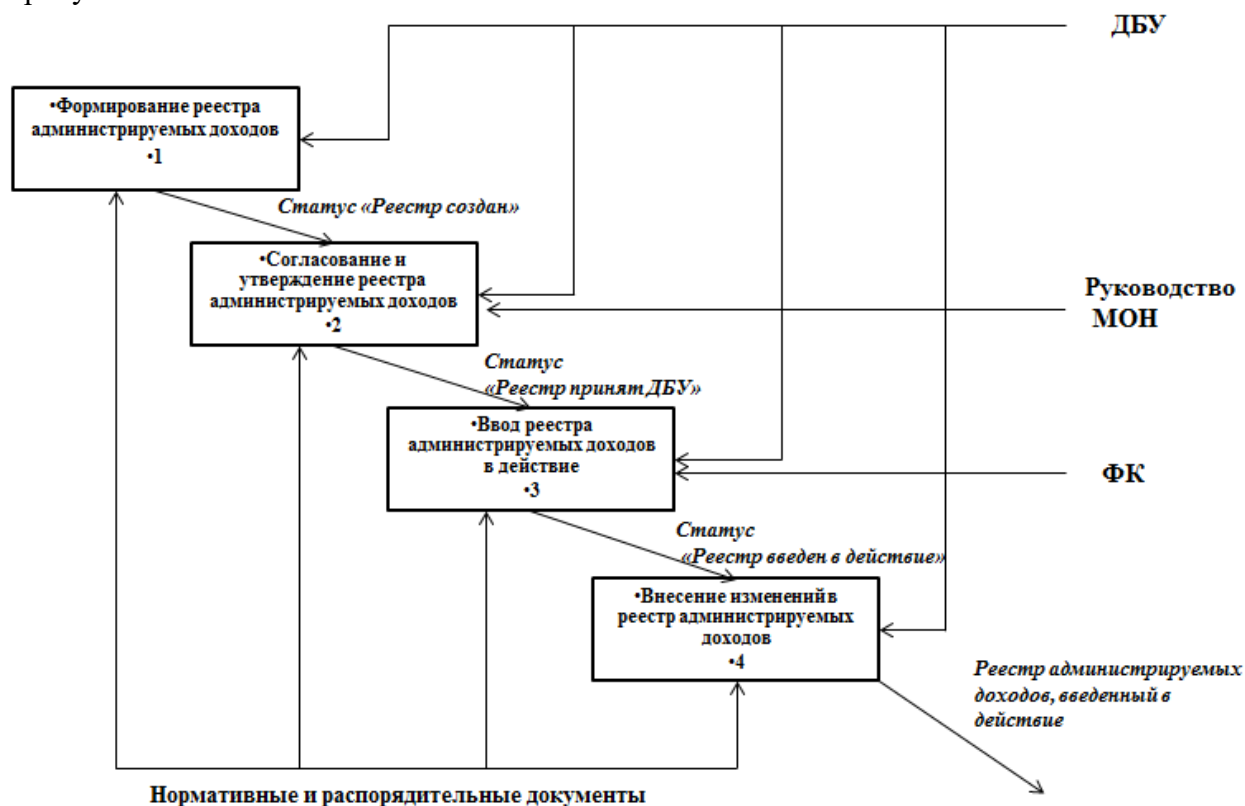 ДБУ
•Формирование реестра
администрируемых доходов
•1
Статус «Реестр создан»
•Согласование и
утверждение реестра
администрируемых доходов
•2
Руководство
МОН
Статус
«Реестр принят ДБУ»
•Ввод реестра
администрируемых доходов
в действие
•3
ФК
Статус
«Реестр введен в действие»
•Внесение изменений в
реестр администрируемых
доходов
•4
Реестр администрируемых
доходов, введенный в
действие
Нормативные и распорядительные документы